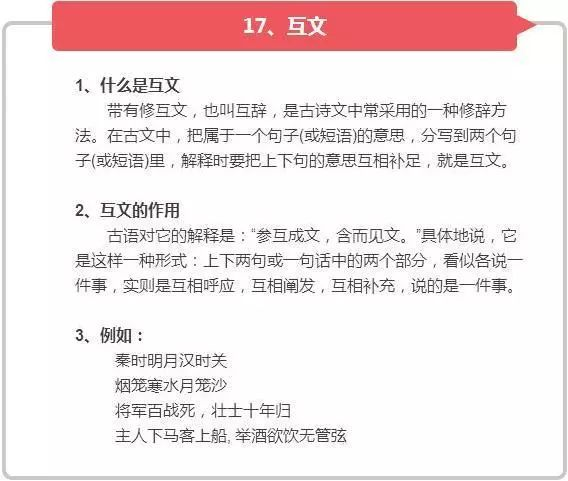 17、互文
1、什么是互文
带有修互文，也叫互辞，是古诗文中常采用的一种修辞方
法。在古文中，把属于一个句子(或短语)的意思，分写到两个句
子(或短语)里，解释时要把上下句的意思互相补足，就是互文。
2、互文的作用
古语对它的解释是：“参互成文，含而见文。”具体地说，它
是这样一种形式：上下两句或一句话中的两个部分，看似各说一
件事，实则是互相呼应，互相阐发，互相补充，说的是一件事。
3、例如：
秦时明月汉时关
烟笼寒水月笼沙
将军百战死，壮士十年归
主人下马客上船, 举酒欲饮无管弦